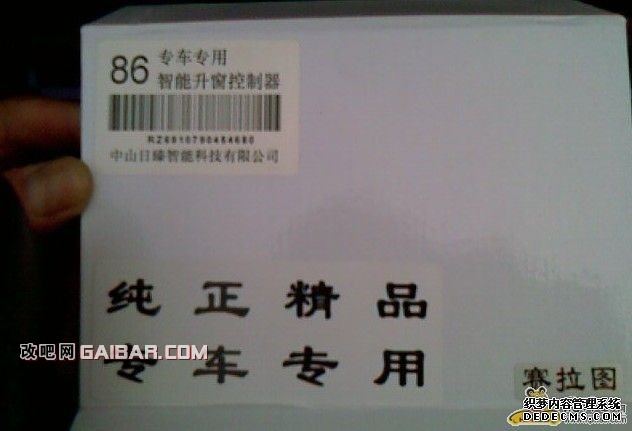 86
专车专用
智能升窗控制器
中山日臻智能科技有限公司
纯正精品
改吧网 GAIBAR.COM
专车专用
赛拉图
织梦内容管理系统
DEDECMS.COM